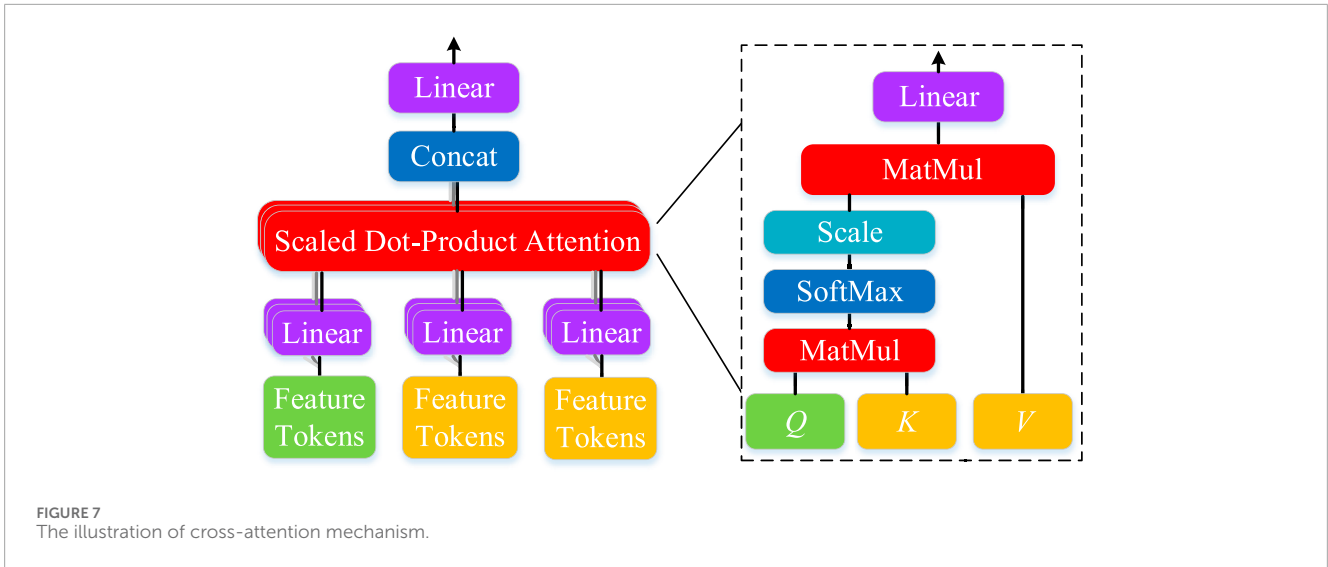 Linear
Concat
Scaled Dot-Product Attention
Linear
Linear
Linear
Feature
Tokens
Feature
Tokens
Feature
Tokens
Linear
MatMul
Scale
SoftMax
MatMul
Q
K
V
FIGURE 7
The illustration of cross-attention mechanism.